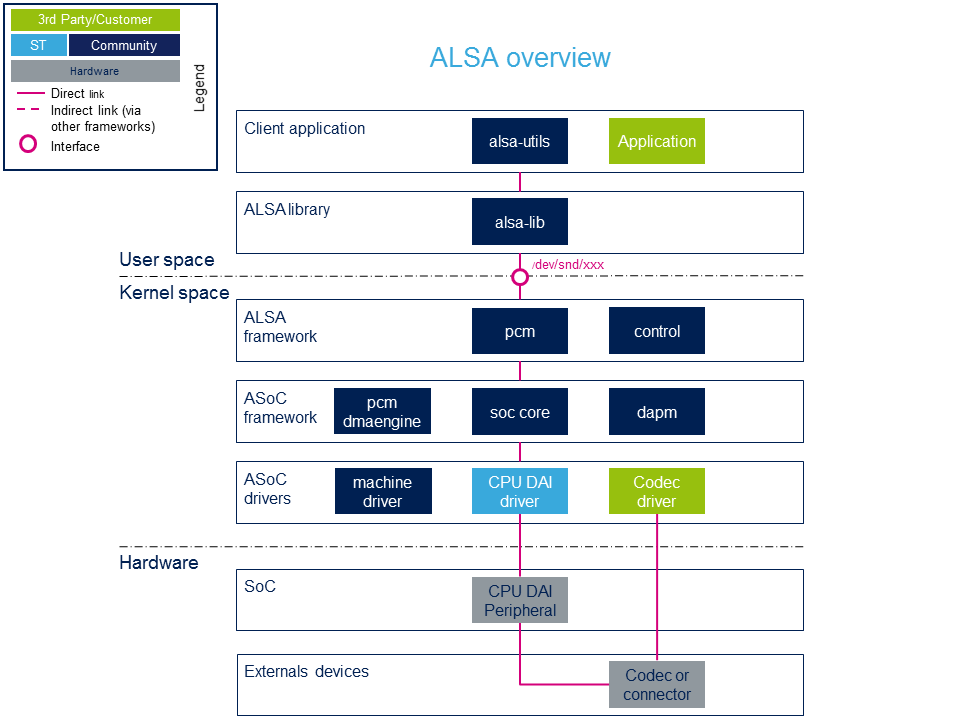 3rd Party/Customer
ST
Community
Hardware
Direct link
Indirect link (via
other frameworks)
Interface
Legend
ALSA overview
Client application
alsa-utils
Application
ALSA library
alsa-lib
User space
/dev/snd/xxx
Kernel space
ALSA
framework
pcm
control
ASoC
framework
pcm
dmaengine
soc core
dapm
ASoC
drivers
machine
driver
CPU DAI
driver
Codec
driver
Hardware
SoC
CPU DAI
Peripheral
Externals devices
Codec or
connector